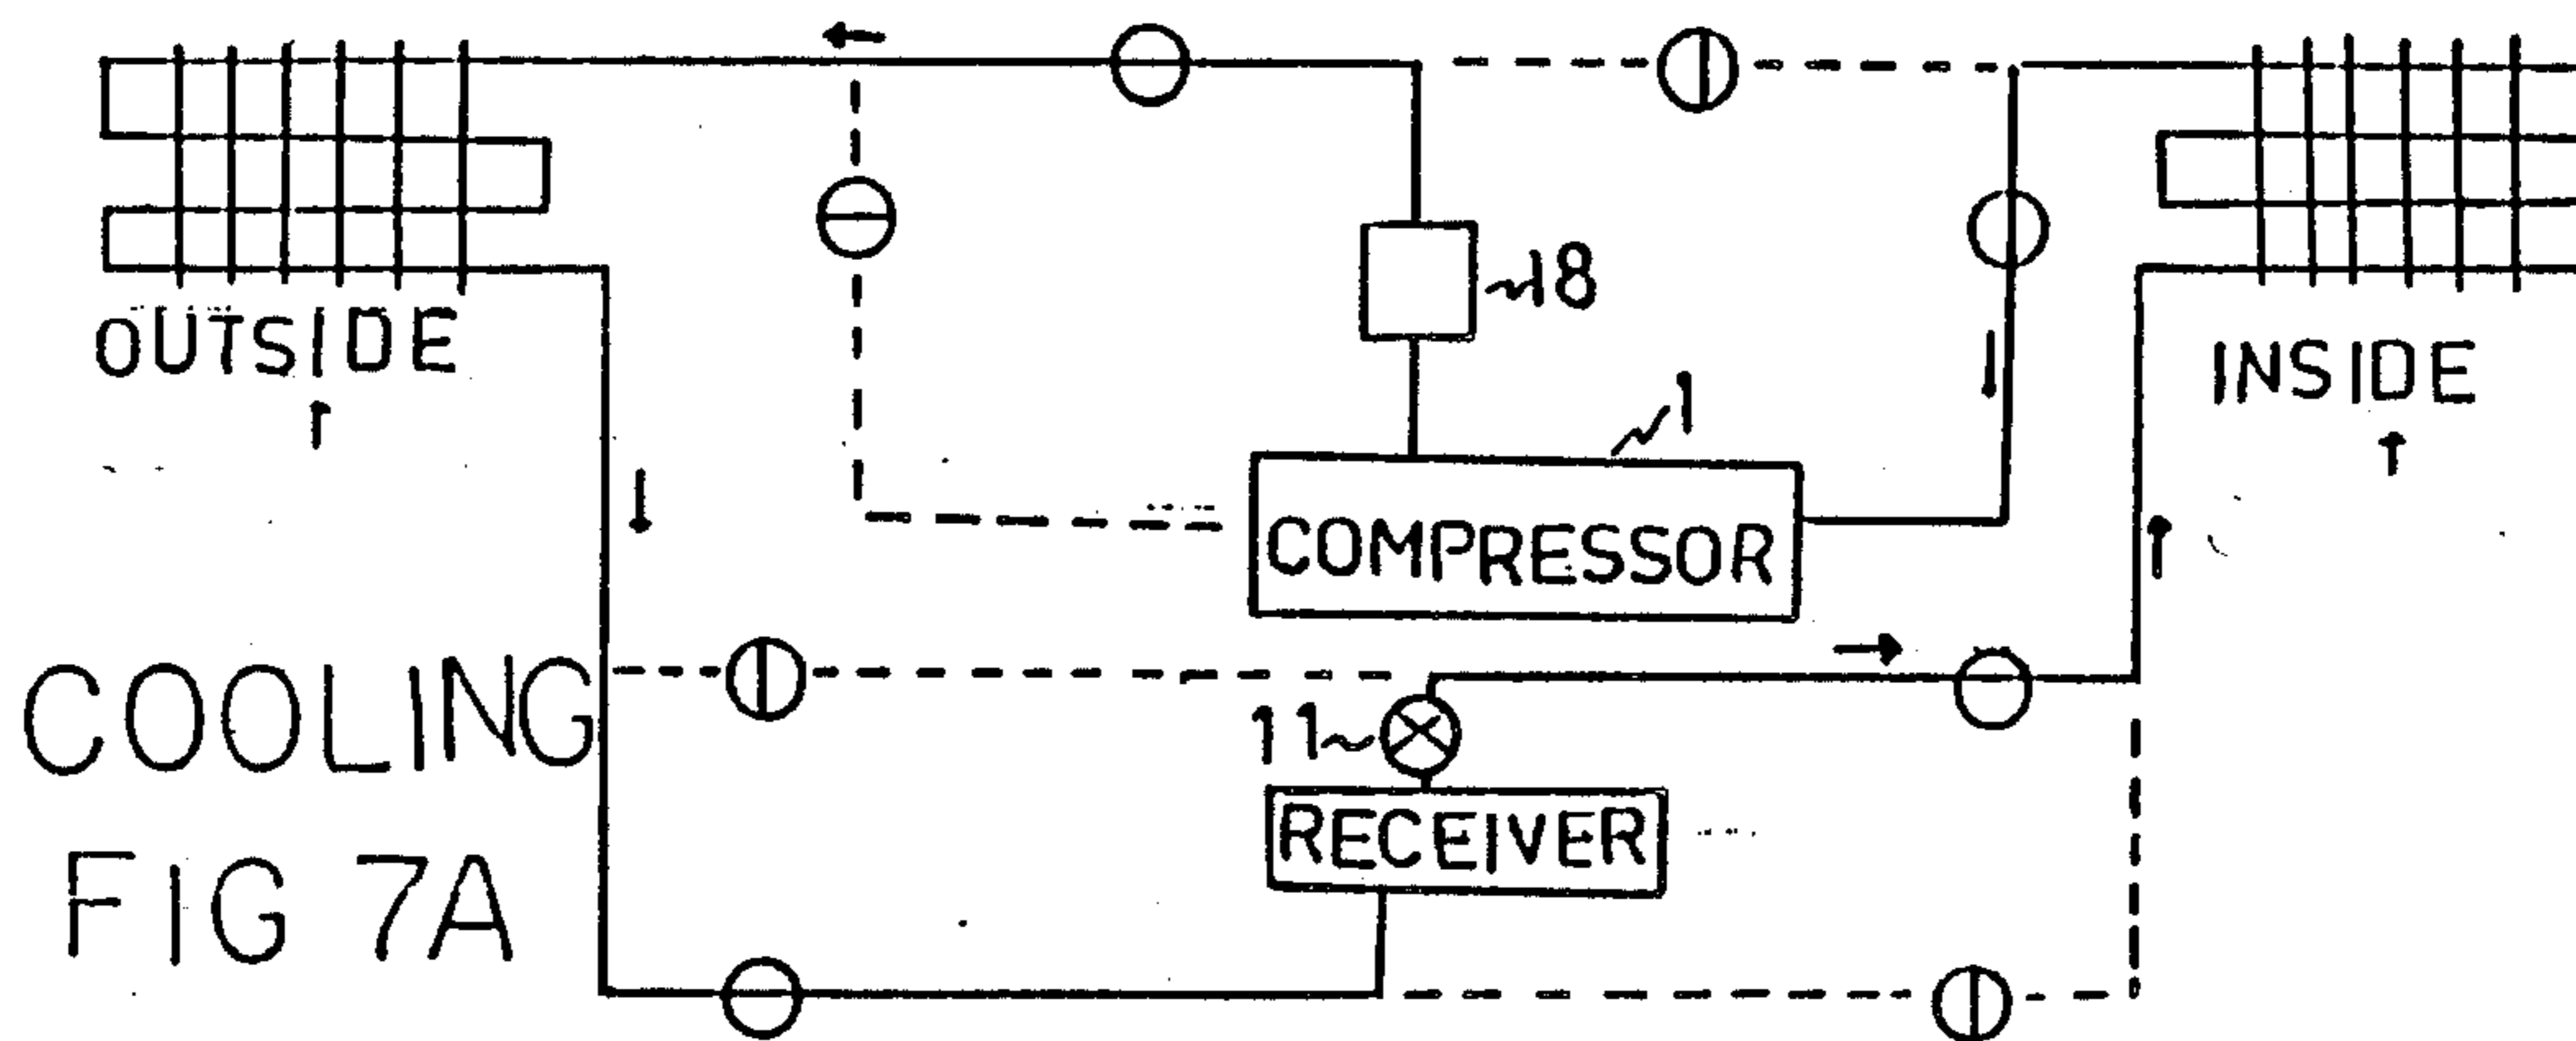 18
OUTSIDE
INSIDE
1
COMPRESSOR
COOLING
11
RECEIVER
FIG 7A